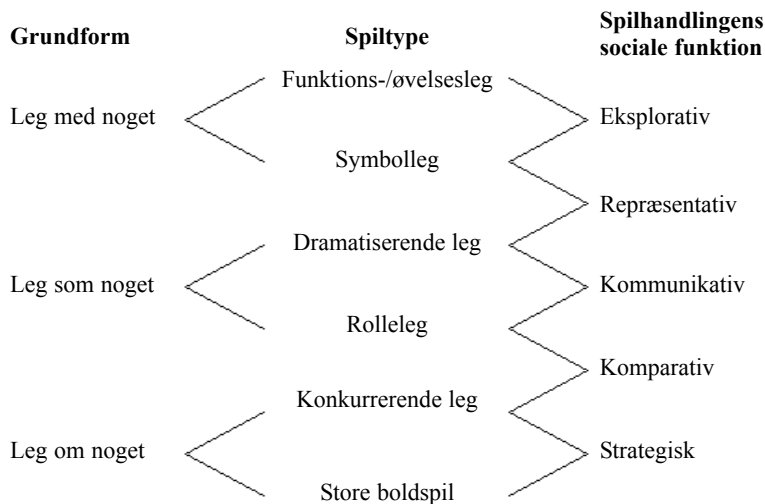 Grundform
Spiltype
Spilhandlingens
sociale funktion
Funktions-/øvelsesleg
Leg med noget
Eksplorativ
Symbolleg
Repræsentativ
Dramatiserende leg
Leg som noget
Kommunikativ
Rolleleg
Komparativ
Konkurrerende leg
Leg om noget
Strategisk
Store boldspil